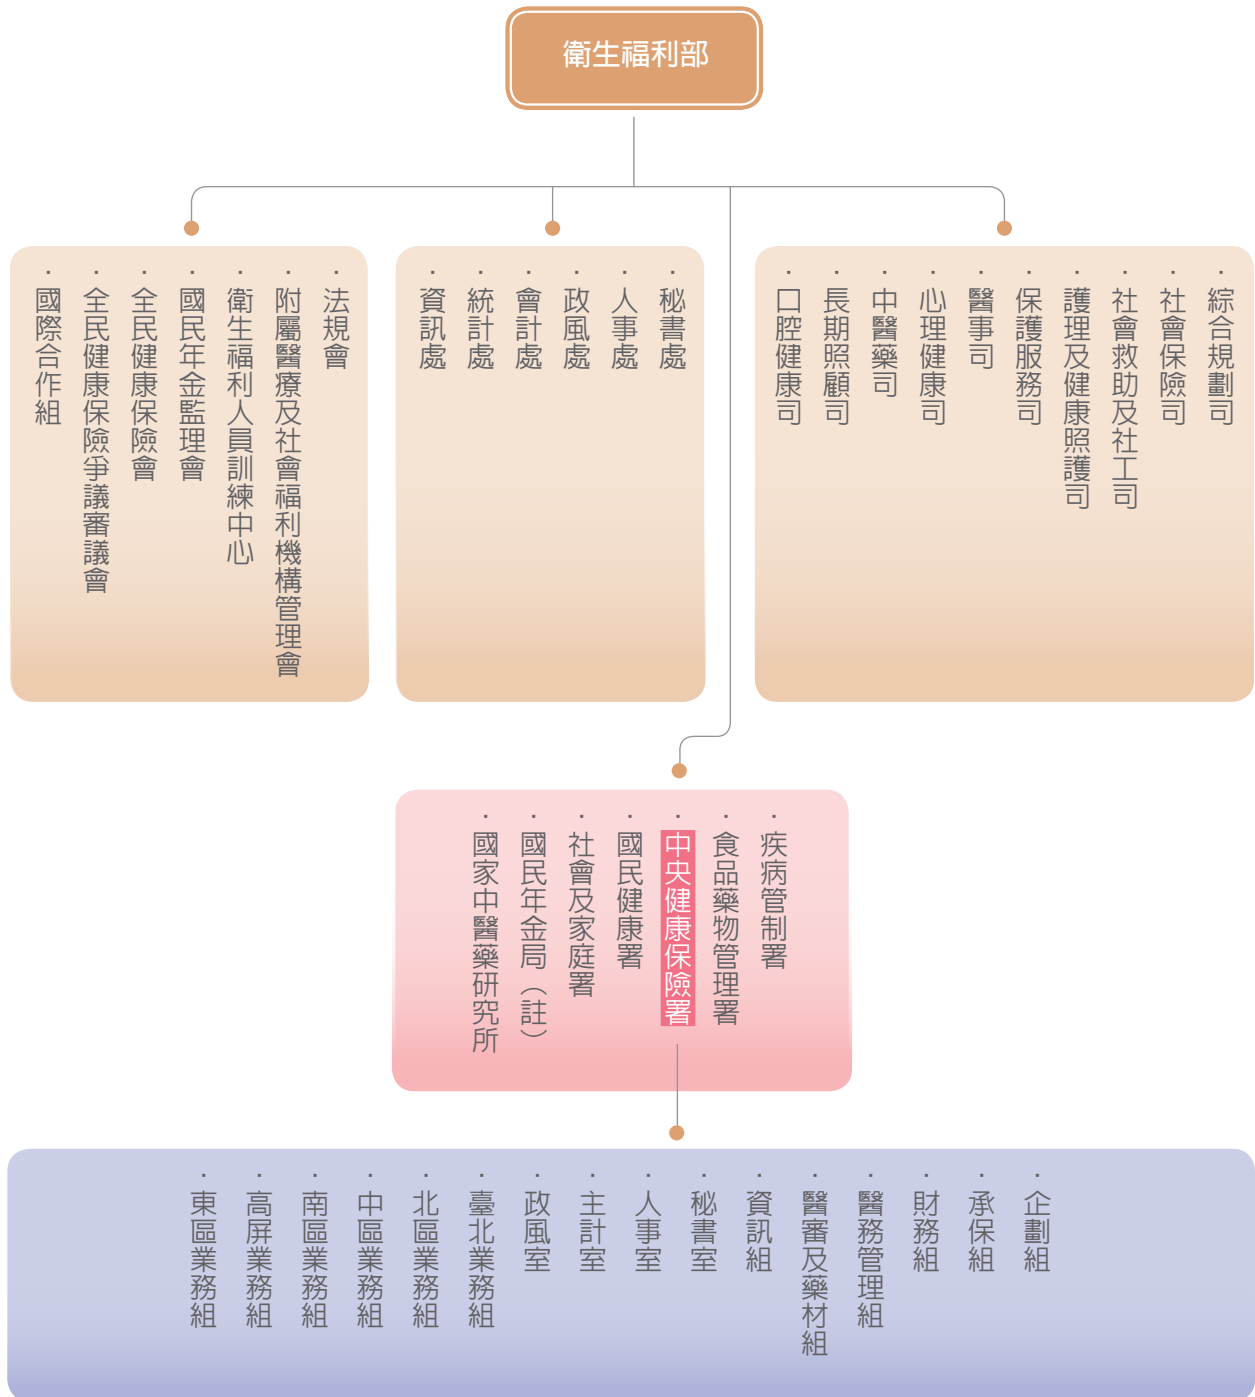 衛生福利部
・綜合規劃司
・社會保險司
・社會救助及社工司
・護理及健康照護司
・保護服務司
・醫事司
・心理健康司
・中醫藥司
・長期照顧司
・口腔健康司
・秘書處
・人事處
・政風處
・會計處
・統計處
・資訊處
・法規會
・附屬醫療及社會福利機構管理會
・衛生福利人員訓練中心
・國民年金監理會
・全民健康保險會
・全民健康保險爭議審議會
・國際合作組
・疾病管制署
・食品藥物管理署
・中央健康保險署
・國民健康署
・社會及家庭署
・國民年金局（註）
・國家中醫藥研究所
・企劃組
・承保組
・財務組
・醫務管理組
・醫審及藥材組
・資訊組
・秘書室
・人事室
・主計室
・政風室
・臺北業務組
・北區業務組
・中區業務組
・南區業務組
・高屏業務組
・東區業務組